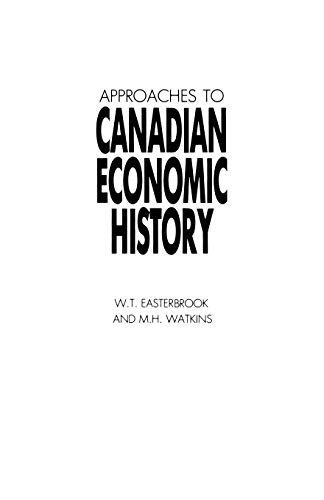 APPROACHES TO
CANADIAN
ECONOMIC
HISTORY
W.T. EASTERBROOK
AND M.H. WATKINS